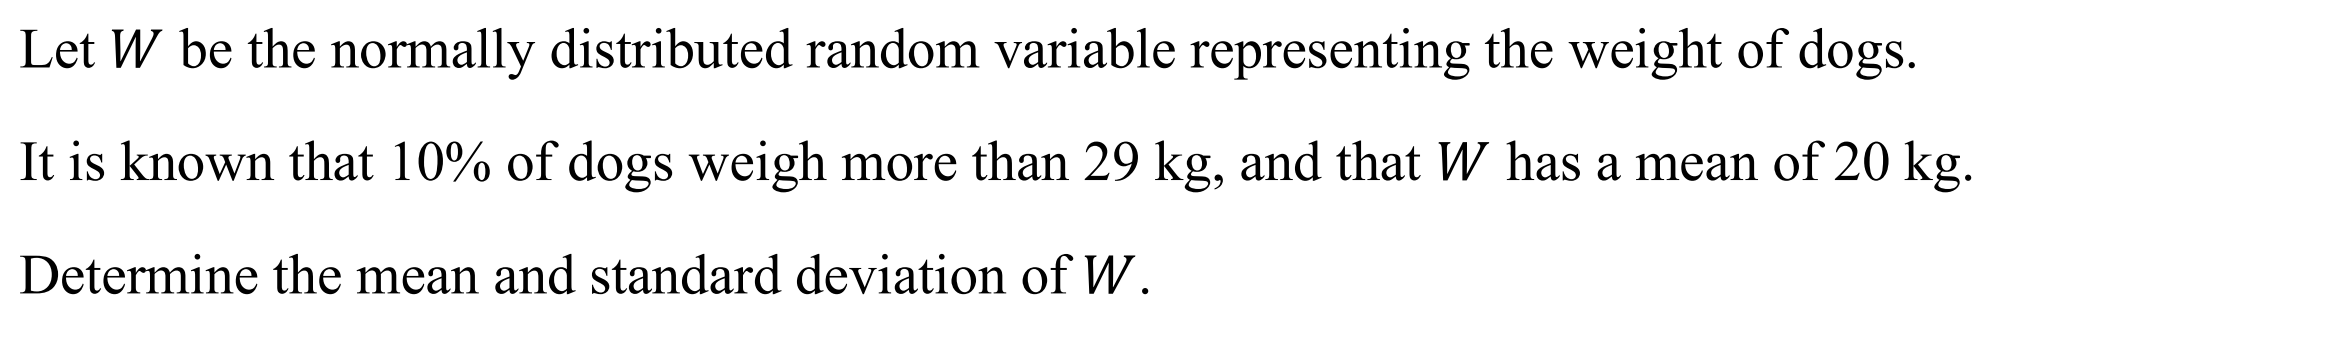 Let W be the normally distributed random variable representing the weight of dogs.
It is known that 10% of dogs weigh more than 29 kg, and that W has a mean of 20 kg.
Determine the mean and standard deviation of W.